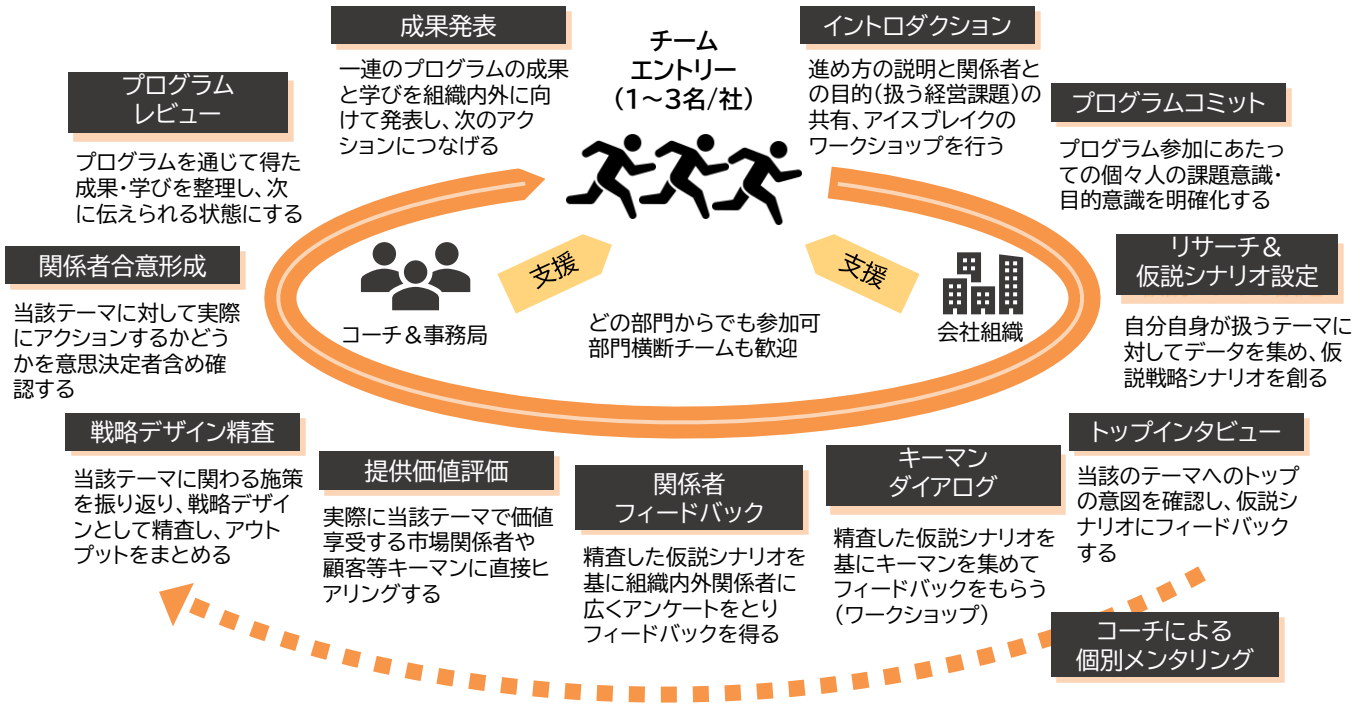 成果発表
一連のプログラムの成果
と学びを組織内外に向
けて発表し、次のアク
ションにつなげる
チーム
エントリー
(1~3名/社)
イントロダクション
進め方の説明と関係者と
の目的(扱う経営課題)の
共有、アイスブレイクの
ワークショップを行う
プログラム
レビュー
プログラムを通じて得た
成果・学びを整理し、次
に伝えられる状態にする
プログラムコミット
プログラム参加にあたっ
ての個々人の課題意識・
目的意識を明確化する
関係者合意形成
当該テーマに対して実際
にアクションするかどう
かを意思決定者含め確
認する
コーチ&事務局
支援
どの部門からでも参加可
部門横断チームも歓迎
支援
会社組織
リサーチ&
仮説シナリオ設定
自分自身が扱うテーマに
対してデータを集め、仮
説戦略シナリオを創る
戦略デザイン精査
当該テーマに関わる施策
を振り返り、戦略デザイ
ンとして精査し、アウト
プットをまとめる
提供価値評価
実際に当該テーマで価値
享受する市場関係者や
顧客等キーマンに直接ヒ
アリングする
関係者
フィードバック
精査した仮説シナリオを
基に組織内外関係者に
広くアンケートをとり
フィードバックを得る
キーマン
ダイアログ
精査した仮説シナリオを
基にキーマンを集めて
フィードバックをもらう
(ワークショップ)
トップインタビュー
当該のテーマへのトップ
の意図を確認し、仮説シ
ナリオにフィードバック
する
コーチによる
個別メンタリング